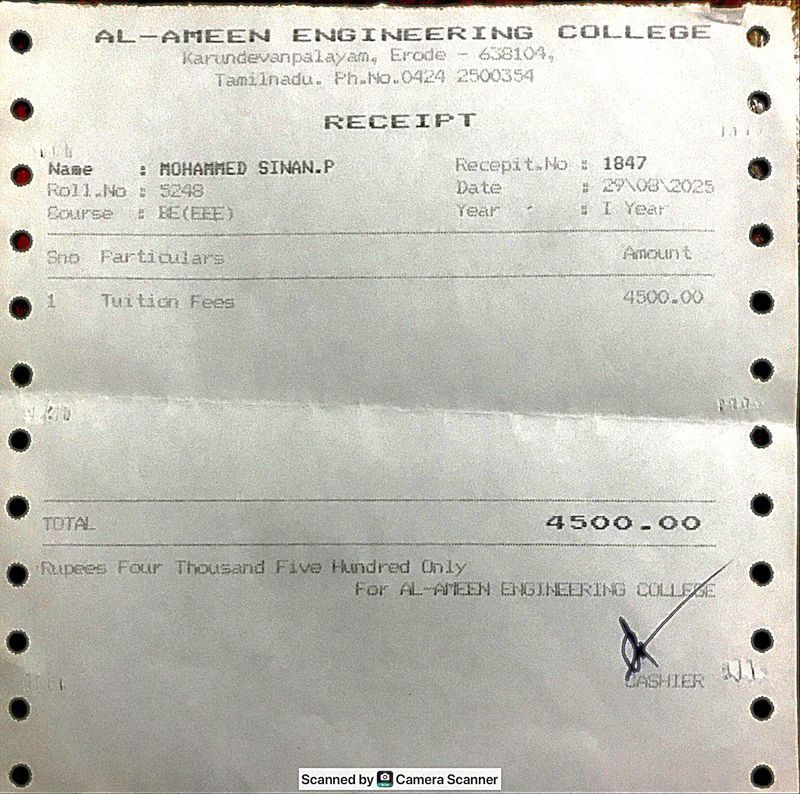 AL-AMEEN ENGINEERING COLLEGE
Karundevanpalayam, Erode - 638104,
Tamilnadu. Ph.No.0424 2500354
RECEIPT
Name : MOHAMMED SINAN.P Recepit.No : 1847
Roll.No : 5248 Date : 29\08\2025
Course : BE(EEE) Year : I Year
Sno Particulars Amount
1 Tuition Fees 4500.00
TOTAL 4500.00
Rupees Four Thousand Five Hundred Only
For AL-AMEEN ENGINEERING COLLEGE
CASHIER
Scanned by Camera Scanner